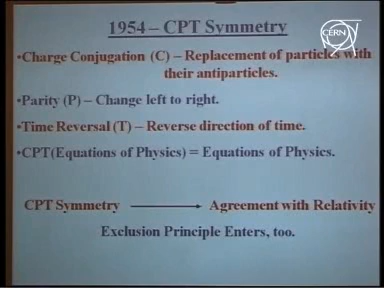 1954 – CPT Symmetry
CERN
•Charge Conjugation (C) – Replacement of particles with
their antiparticles.
•Parity (P) – Change left to right.
•Time Reversal (T) – Reverse direction of time.
•CPT(Equations of Physics) = Equations of Physics.
CPT Symmetry Agreement with Relativity
Exclusion Principle Enters, too.